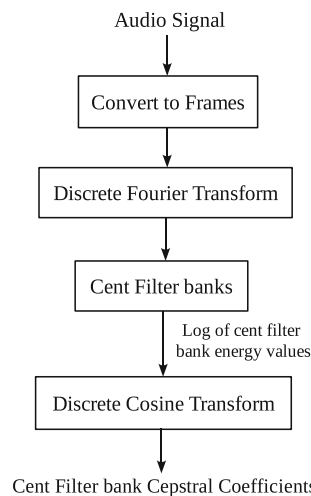 Audio Signal
Convert to Frames
Discrete Fourier Transform
Cent Filter banks
Log of cent filter
bank energy values
Discrete Cosine Transform
Cent Filter bank Cepstral Coefficients